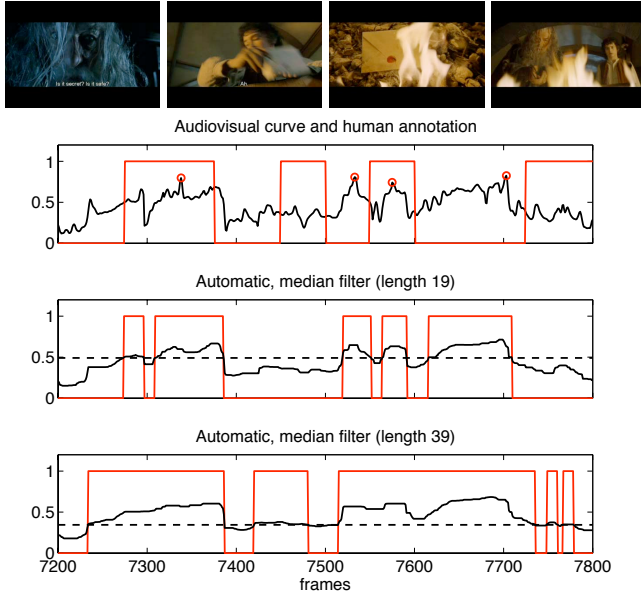 Is it secret? Is it safe?
Ah...
Audiovisual curve and human annotation
1
0.5
0
Automatic, median filter (length 19)
1
0.5
0
Automatic, median filter (length 39)
1
0.5
0
7200 7300 7400 7500 7600 7700 7800
frames